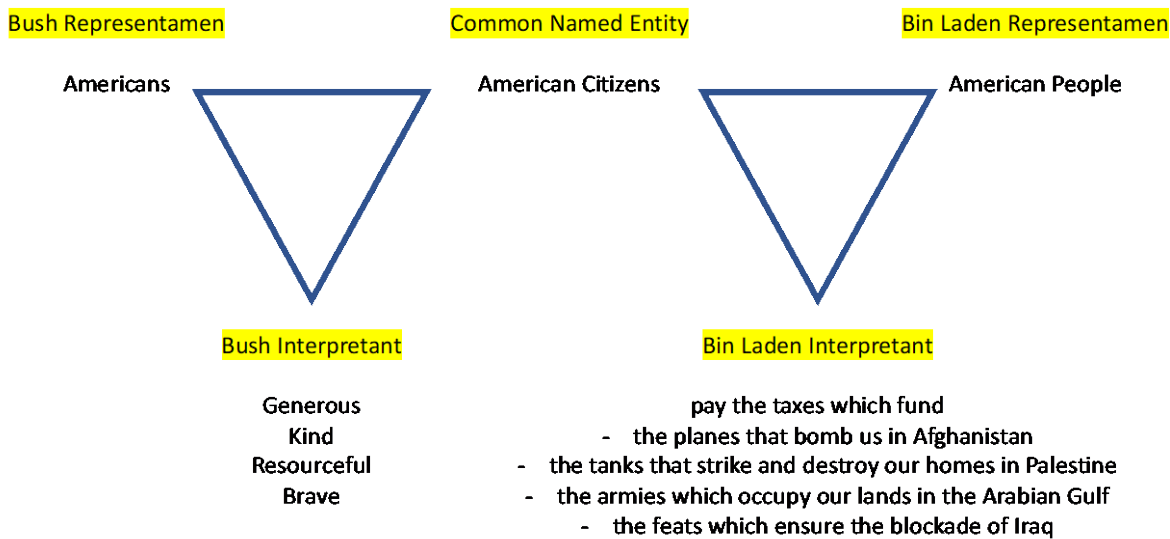 Bush Representamen
Common Named Entity
Bin Laden Representamen
Americans
American Citizens
American People
Bush Interpretant
Bin Laden Interpretant
Generous
Kind
Resourceful
Brave
pay the taxes which fund
- the planes that bomb us in Afghanistan
- the tanks that strike and destroy our homes in Palestine
- the armies which occupy our lands in the Arabian Gulf
- the feats which ensure the blockade of Iraq